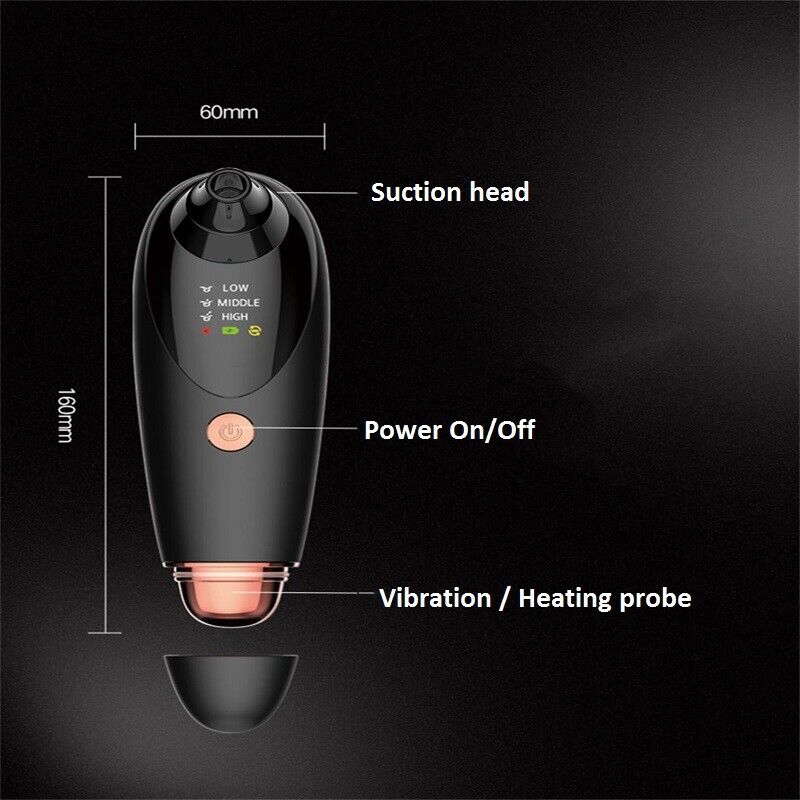 60mm
Suction head
LOW
MIDDLE
HIGH
160mm
Power On/Off
Vibration / Heating probe